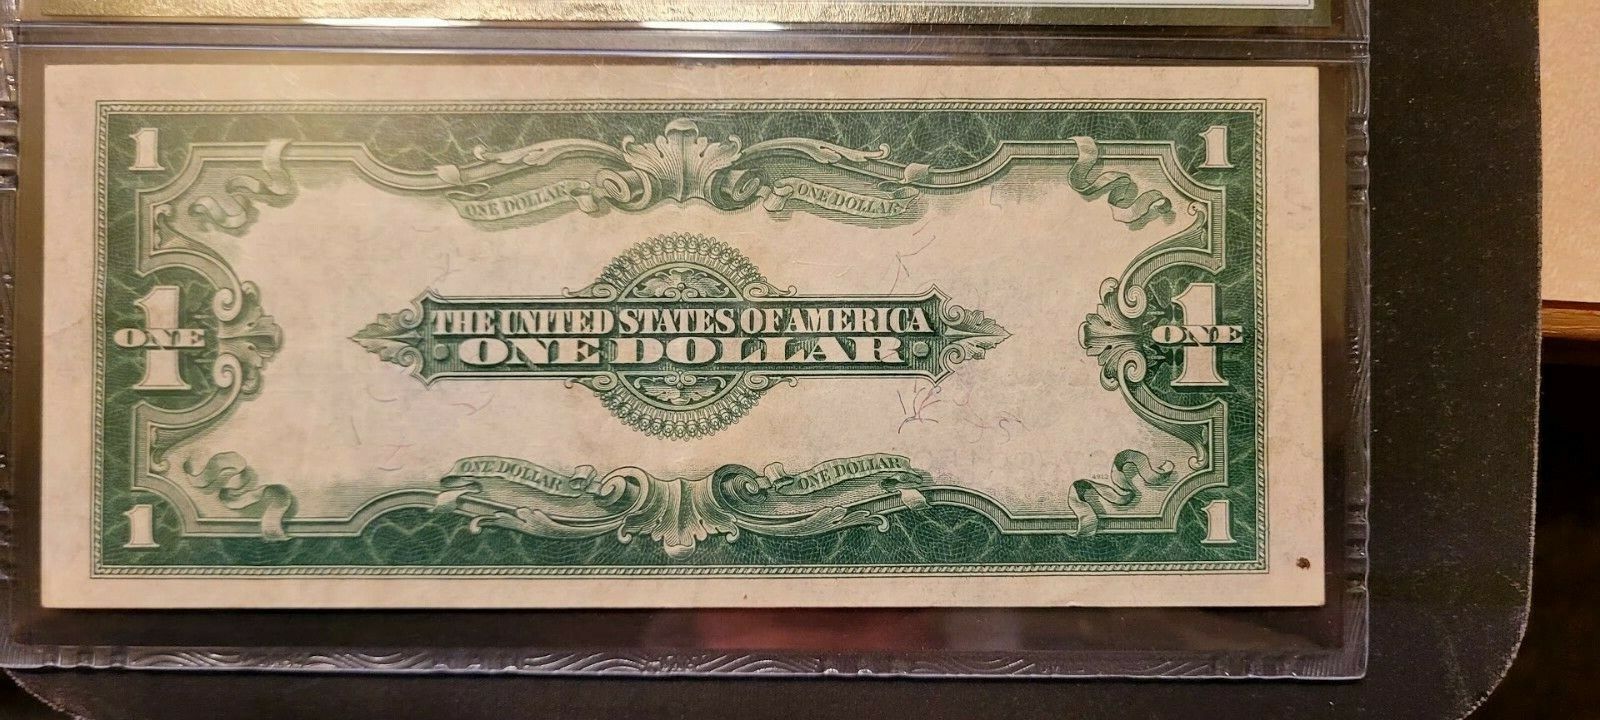 1 1
ONE DOLLAR ONE DOLLAR
THE UNITED STATES OF AMERICA
ONE 1 ONE DOLLAR ONE 1
ONE DOLLAR ONE DOLLAR
4912
1 1